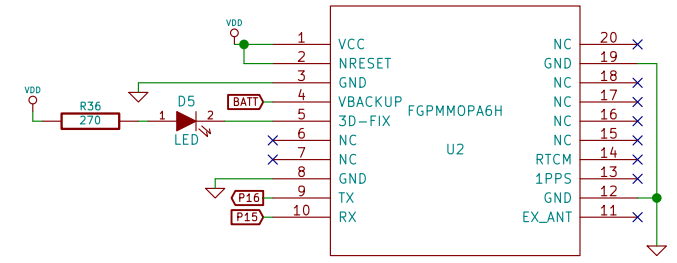 VDD
1 VCC NC 20
2 NRESET GND 19
3 GND NC 18
BATT 4 VBACKUP NC 17
VDD
R36
270
D5
1 2
LED
5 3D-FIX NC 16
FGPMMOPA6H
6 NC NC 15
U2
7 NC RTCM 14
8 GND 1PPS 13
P16 9 TX GND 12
P15 10 RX EX_ANT 11